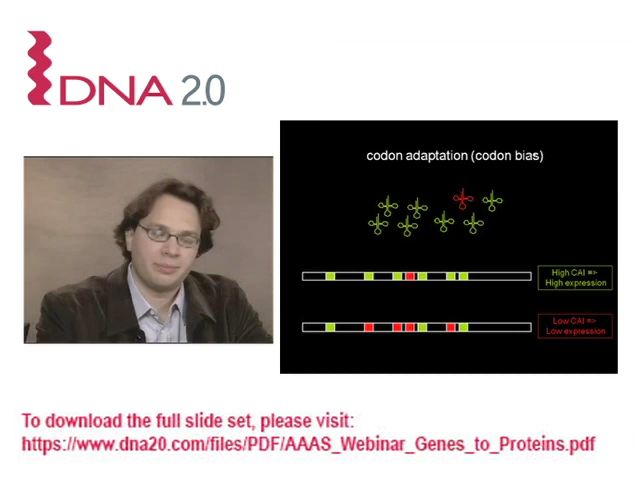 DNA 2.0
codon adaptation (codon bias)
High CAI =>
High expression
Low CAI =>
Low expression
To download the full slide set, please visit:
https://www.dna20.com/files/PDF/AAAS_Webinar_Genes_to_Proteins.pdf